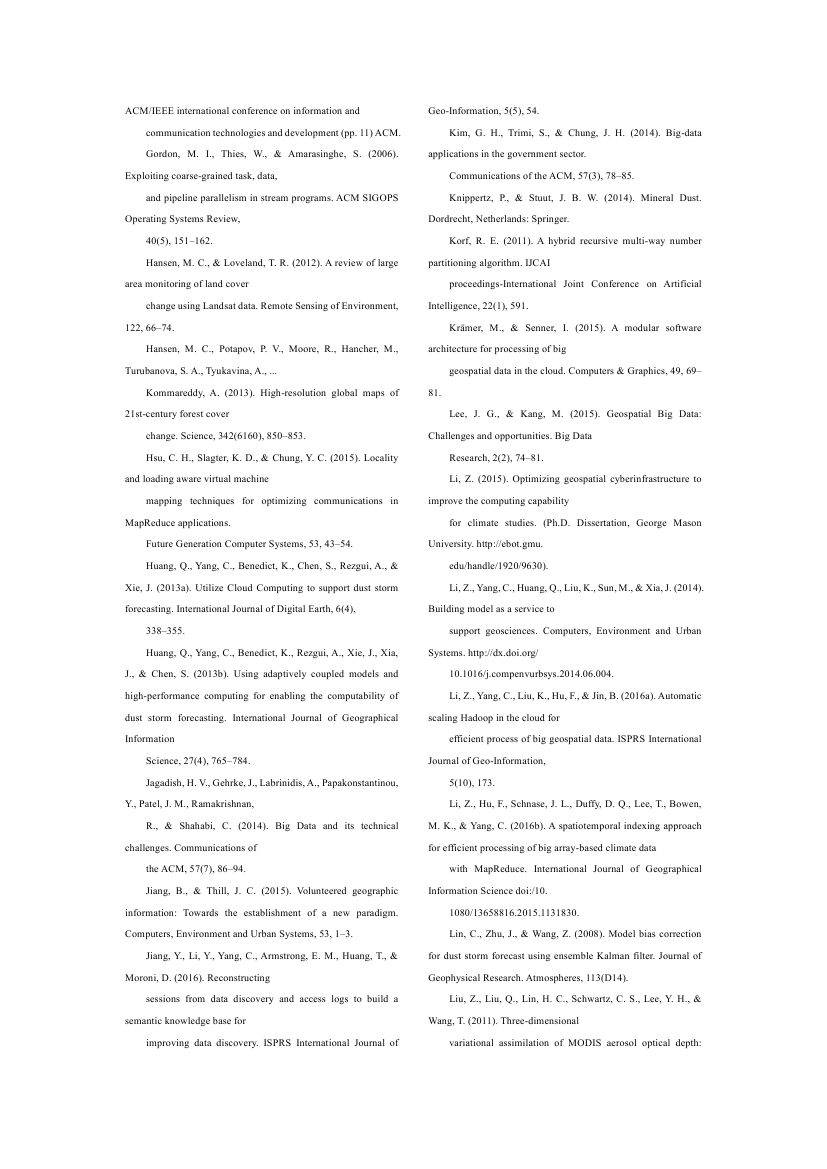 ACM/IEEE international conference on information and
communication technologies and development (pp. 11) ACM.
Gordon, M. I., Thies, W., & Amarasinghe, S. (2006).
Exploiting coarse-grained task, data,
and pipeline parallelism in stream programs. ACM SIGOPS
Operating Systems Review,
40(5), 151–162.
Hansen, M. C., & Loveland, T. R. (2012). A review of large
area monitoring of land cover
change using Landsat data. Remote Sensing of Environment,
122, 66–74.
Hansen, M. C., Potapov, P. V., Moore, R., Hancher, M.,
Turubanova, S. A., Tyukavina, A., ...
Kommareddy, A. (2013). High-resolution global maps of
21st-century forest cover
change. Science, 342(6160), 850–853.
Hsu, C. H., Slagter, K. D., & Chung, Y. C. (2015). Locality
and loading aware virtual machine
mapping techniques for optimizing communications in
MapReduce applications.
Future Generation Computer Systems, 53, 43–54.
Huang, Q., Yang, C., Benedict, K., Chen, S., Rezgui, A., &
Xie, J. (2013a). Utilize Cloud Computing to support dust storm
forecasting. International Journal of Digital Earth, 6(4),
338–355.
Huang, Q., Yang, C., Benedict, K., Rezgui, A., Xie, J., Xia,
J., & Chen, S. (2013b). Using adaptively coupled models and
high-performance computing for enabling the computability of
dust storm forecasting. International Journal of Geographical
Information
Science, 27(4), 765–784.
Jagadish, H. V., Gehrke, J., Labrinidis, A., Papakonstantinou,
Y., Patel, J. M., Ramakrishnan,
R., & Shahabi, C. (2014). Big Data and its technical
challenges. Communications of
the ACM, 57(7), 86–94.
Jiang, B., & Thill, J. C. (2015). Volunteered geographic
information: Towards the establishment of a new paradigm.
Computers, Environment and Urban Systems, 53, 1–3.
Jiang, Y., Li, Y., Yang, C., Armstrong, E. M., Huang, T., &
Moroni, D. (2016). Reconstructing
sessions from data discovery and access logs to build a
semantic knowledge base for
improving data discovery. ISPRS International Journal of
Geo-Information, 5(5), 54.
Kim, G. H., Trimi, S., & Chung, J. H. (2014). Big-data
applications in the government sector.
Communications of the ACM, 57(3), 78–85.
Knippertz, P., & Stuut, J. B. W. (2014). Mineral Dust.
Dordrecht, Netherlands: Springer.
Korf, R. E. (2011). A hybrid recursive multi-way number
partitioning algorithm. IJCAI
proceedings-International Joint Conference on Artificial
Intelligence, 22(1), 591.
Krämer, M., & Senner, I. (2015). A modular software
architecture for processing of big
geospatial data in the cloud. Computers & Graphics, 49, 69–
81.
Lee, J. G., & Kang, M. (2015). Geospatial Big Data:
Challenges and opportunities. Big Data
Research, 2(2), 74–81.
Li, Z. (2015). Optimizing geospatial cyberinfrastructure to
improve the computing capability
for climate studies. (Ph.D. Dissertation, George Mason
University. http://ebot.gmu.
edu/handle/1920/9630).
Li, Z., Yang, C., Huang, Q., Liu, K., Sun, M., & Xia, J. (2014).
Building model as a service to
support geosciences. Computers, Environment and Urban
Systems. http://dx.doi.org/
10.1016/j.compenvurbsys.2014.06.004.
Li, Z., Yang, C., Liu, K., Hu, F., & Jin, B. (2016a). Automatic
scaling Hadoop in the cloud for
efficient process of big geospatial data. ISPRS International
Journal of Geo-Information,
5(10), 173.
Li, Z., Hu, F., Schnase, J. L., Duffy, D. Q., Lee, T., Bowen,
M. K., & Yang, C. (2016b). A spatiotemporal indexing approach
for efficient processing of big array-based climate data
with MapReduce. International Journal of Geographical
Information Science doi:/10.
1080/13658816.2015.1131830.
Lin, C., Zhu, J., & Wang, Z. (2008). Model bias correction
for dust storm forecast using ensemble Kalman filter. Journal of
Geophysical Research. Atmospheres, 113(D14).
Liu, Z., Liu, Q., Lin, H. C., Schwartz, C. S., Lee, Y. H., &
Wang, T. (2011). Three-dimensional
variational assimilation of MODIS aerosol optical depth: